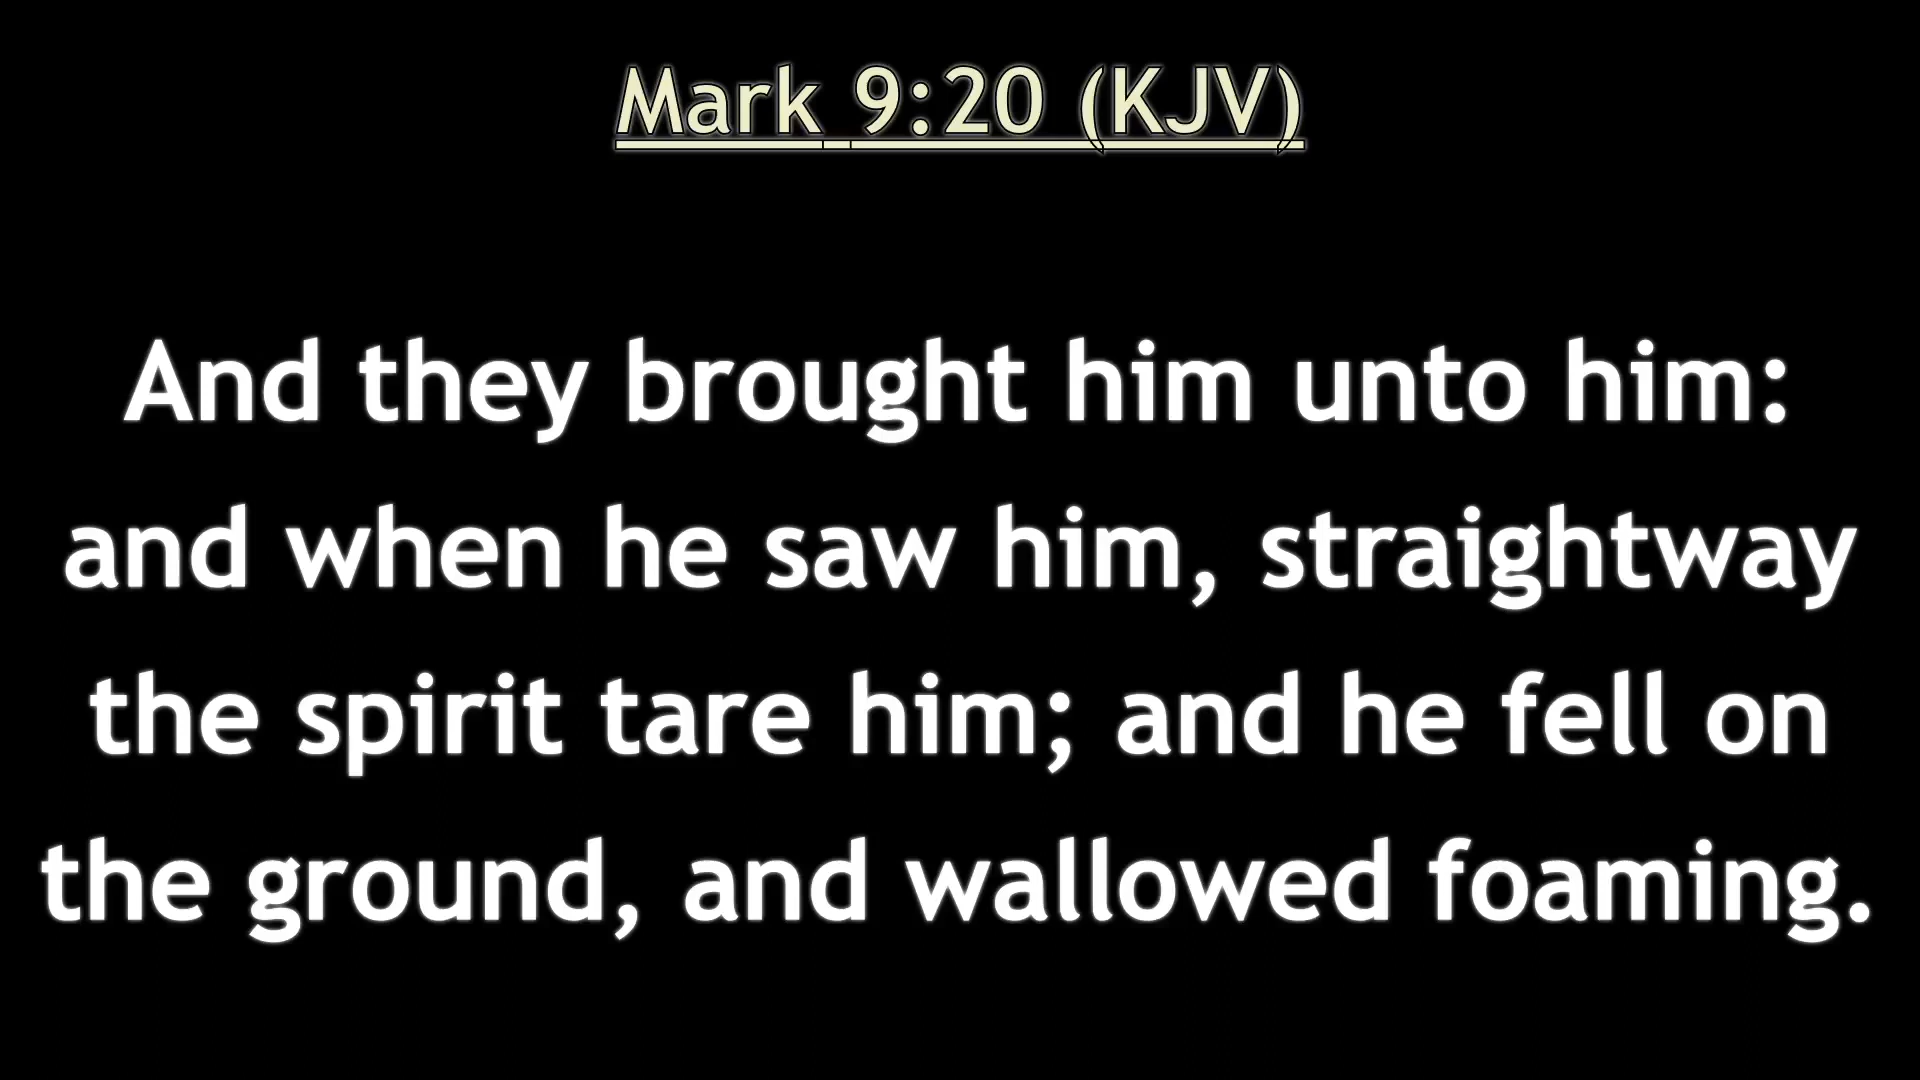 Mark 9:20 (KJV)
And they brought him unto him:
and when he saw him, straightway
the spirit tare him; and he fell on
the ground, and wallowed foaming.